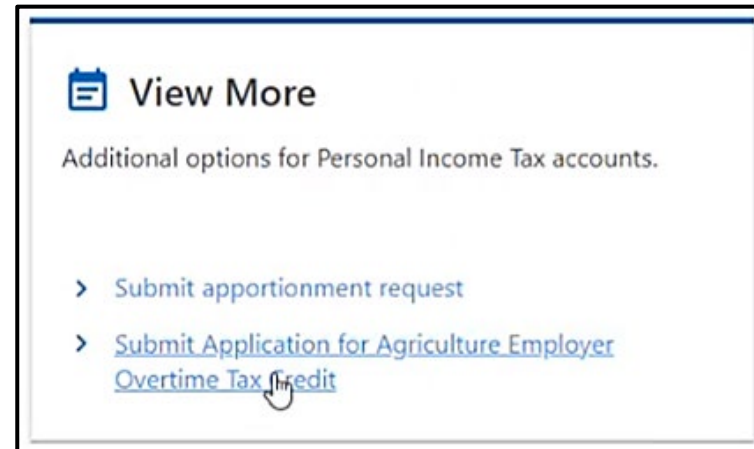 View More
Additional options for Personal Income Tax accounts.
Submit apportionment request
Submit Application for Agriculture Employer
Overtime Tax Credit